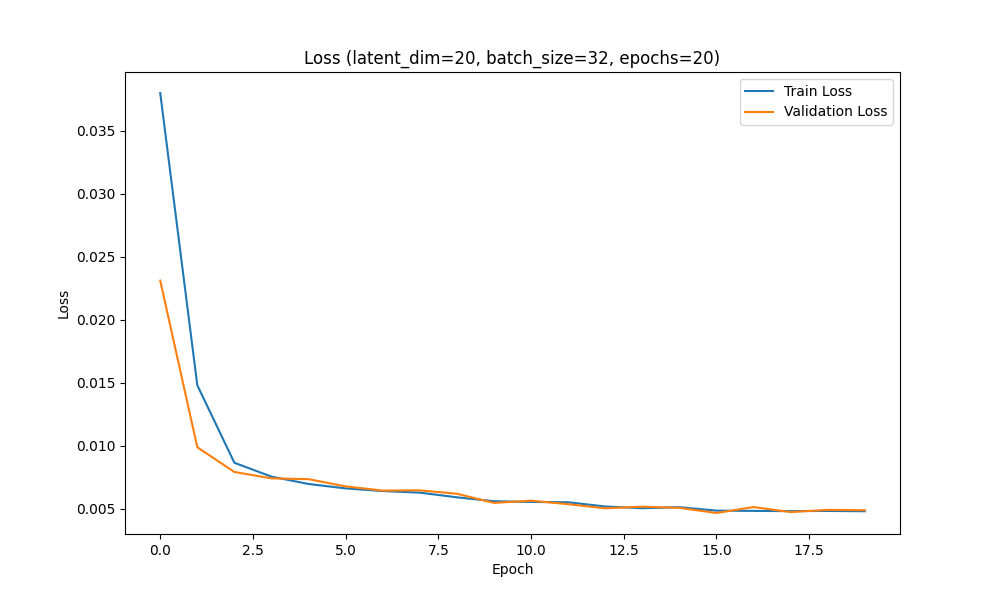 Loss (latent_dim=20, batch_size=32, epochs=20)
Train Loss
Validation Loss
0.035
0.030
0.025
0.020
0.015
0.010
0.005
Loss
0.0 2.5 5.0 7.5 10.0 12.5 15.0 17.5
Epoch